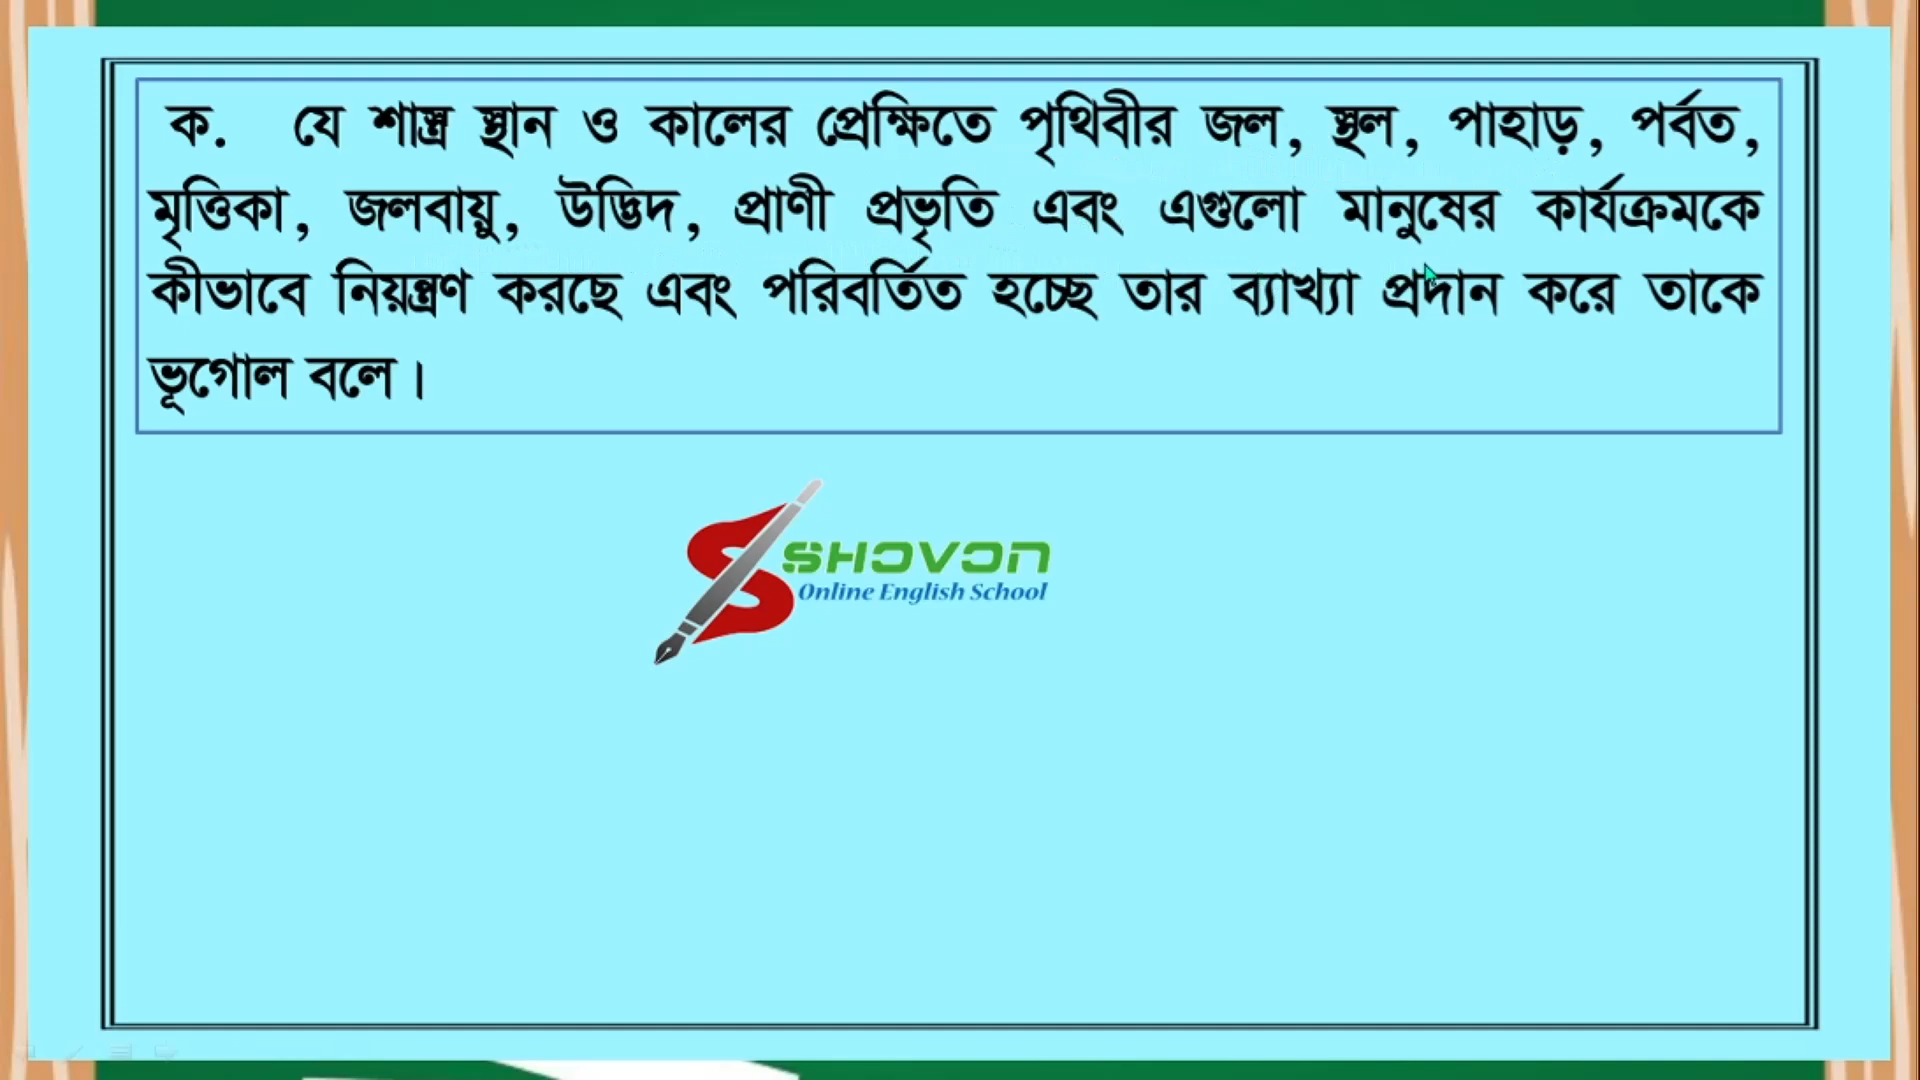 ক. যে শাস্ত্র স্থান ও কালের প্রেক্ষিতে পৃথিবীর জল, স্থল, পাহাড়, পর্বত,
মৃত্তিকা, জলবায়ু, উদ্ভিদ, প্রাণী প্রভৃতি এবং এগুলো মানুষের কার্যক্রমকে
কীভাবে নিয়ন্ত্রণ করছে এবং পরিবর্তিত হচ্ছে তার ব্যাখ্যা প্রদান করে তাকে
ভূগোল বলে।
SHOVON
Online English School